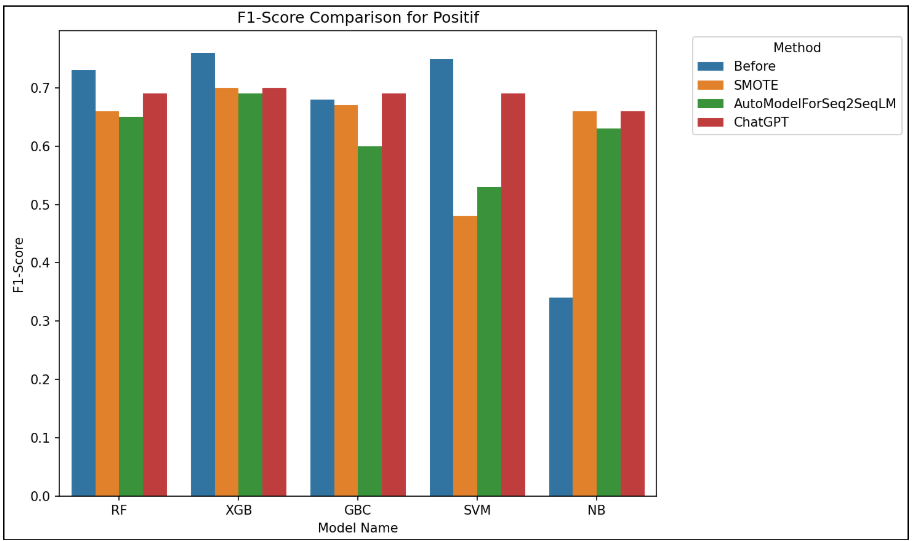 F1-Score Comparison for Positif
Method
Before
SMOTE
AutoModelForSeq2SeqLM
ChatGPT
F1-Score
0.7
0.6
0.5
0.4
0.3
0.2
0.1
0.0
RF XGB GBC SVM NB
Model Name